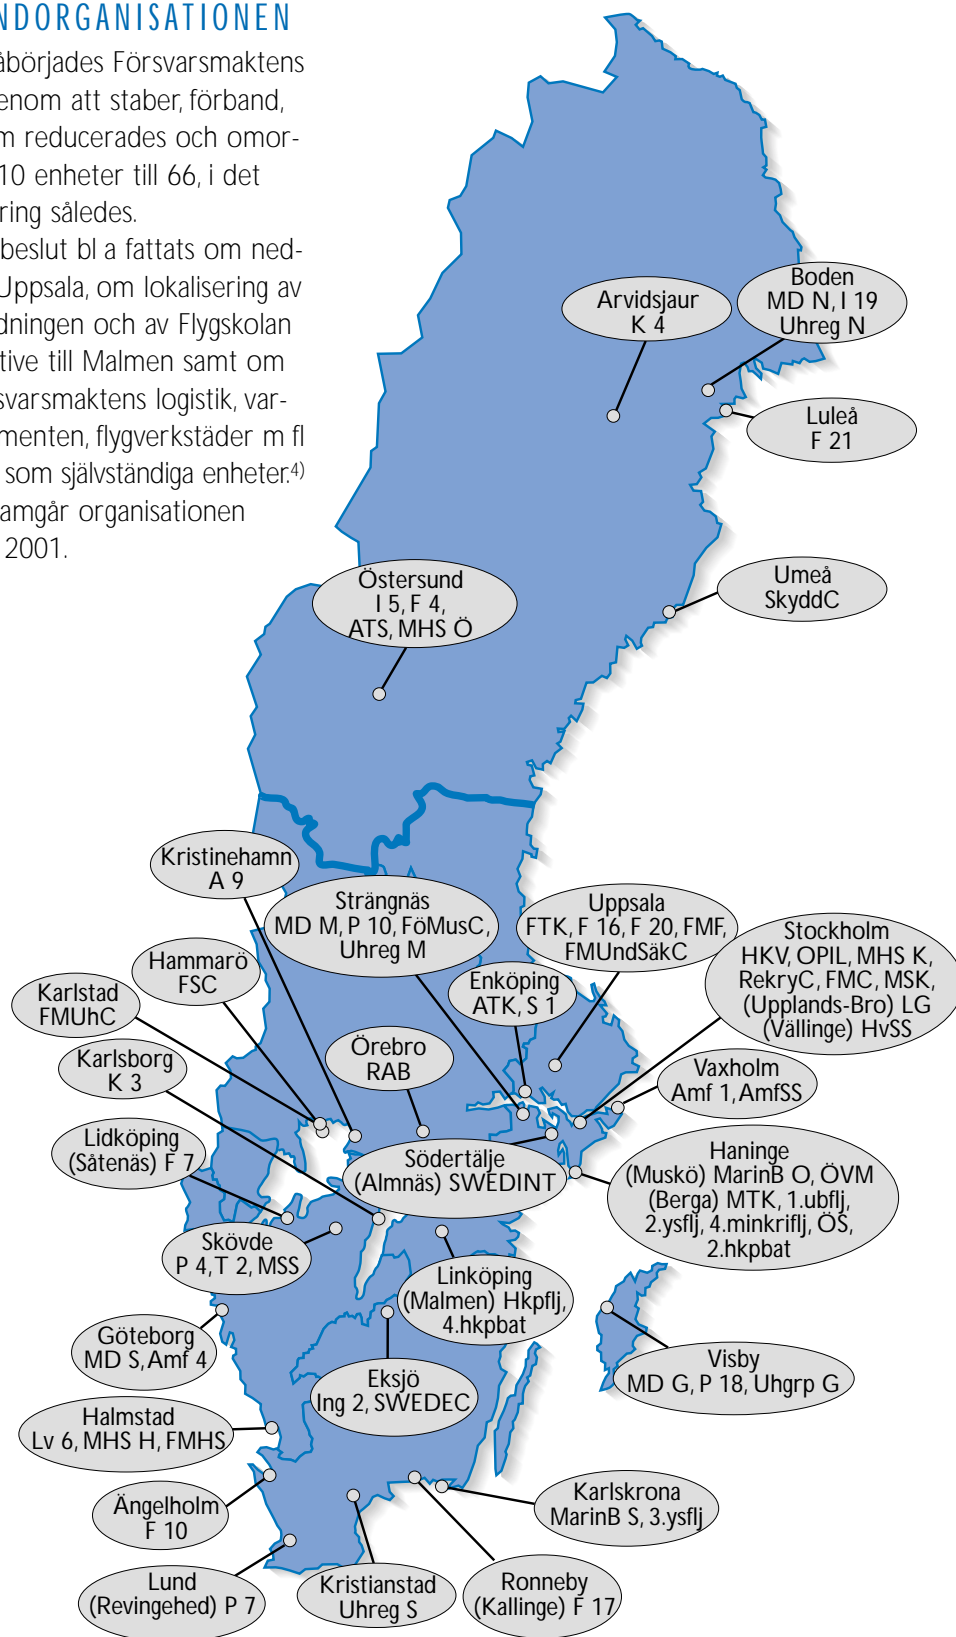 NDORGANISATIONEN
åbörjades Försvarsmaktens
enom att staber, förband,
m reducerades och omor-
10 enheter till 66, i det
ring således.
beslut bl a fattats om ned-
Uppsala, om lokalisering av
dningen och av Flygskolan
tive till Malmen samt om
svarsmaktens logistik, var-
menten, flygverkstäder m fl
som självständiga enheter.4)
amgår organisationen
2001.
Boden
MD N, I 19
Uhreg N
Arvidsjaur
K 4
Luleå
F 21
Umeå
SkyddC
Östersund
I 5, F 4,
ATS, MHS Ö
Kristinehamn
A 9
Strängnäs
MD M, P 10, FöMusC,
Uhreg M
Uppsala
FTK, F 16, F 20, FMF,
FMUndSäkC
Stockholm
HKV, OPIL, MHS K,
RekryC, FMC, MSK,
(Upplands-Bro) LG
(Vällinge) HvSS
Hammarö
FSC
Enköping
ATK, S 1
Karlstad
FMUhC
Örebro
RAB
Karlsborg
K 3
Vaxholm
Amf 1, AmfSS
Lidköping
(Såtenäs) F 7
Södertälje
(Almnäs) SWEDINT
Haninge
(Muskö) MarinB O, ÖVM
(Berga) MTK, 1.ubflj,
2.ysflj, 4.minkriflj, ÖS,
2.hkpbat
Skövde
P 4, T 2, MSS
Linköping
(Malmen) Hkpflj,
4.hkpbat
Göteborg
MD S, Amf 4
Eksjö
Ing 2, SWEDEC
Visby
MD G, P 18, Uhgrp G
Halmstad
Lv 6, MHS H, FMHS
Ängelholm
F 10
Karlskrona
MarinB S, 3.ysflj
Lund
(Revingehed) P 7
Kristianstad
Uhreg S
Ronneby
(Kallinge) F 17